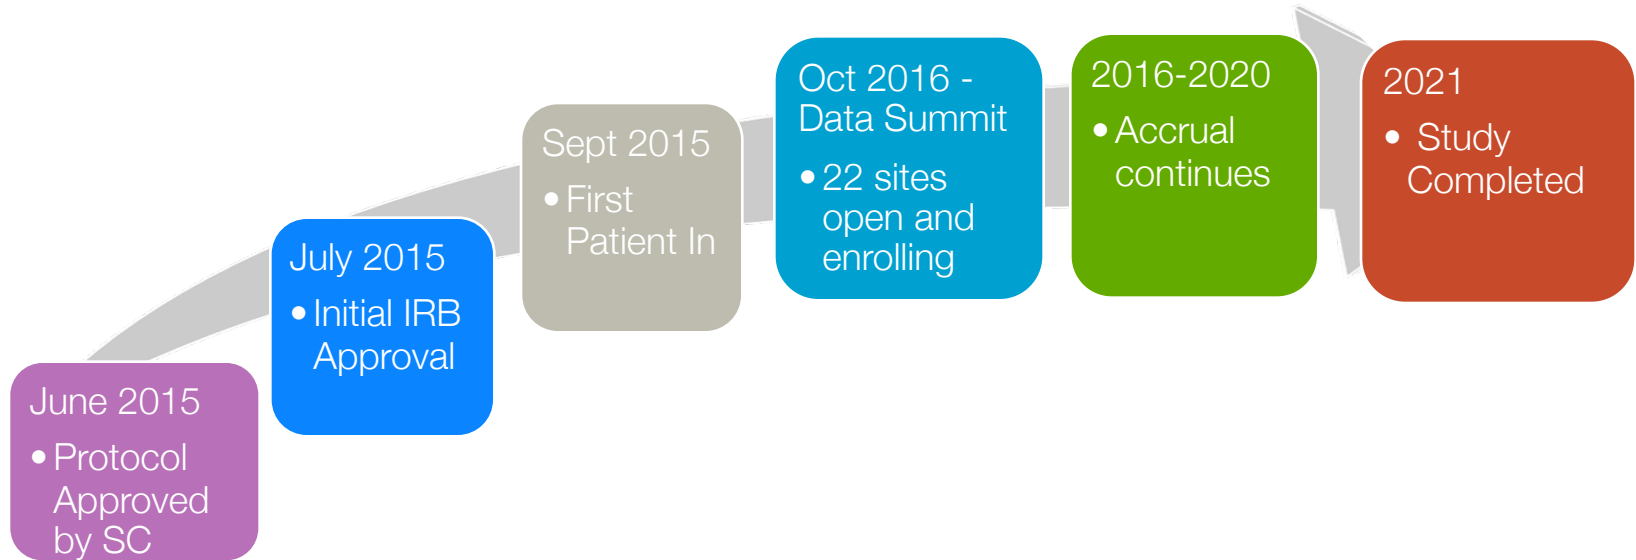 June 2015
• Protocol
Approved
by SC
July 2015
• Initial IRB
Approval
Sept 2015
• First
Patient In
Oct 2016 -
Data Summit
• 22 sites
open and
enrolling
2016-2020
• Accrual
continues
2021
• Study
Completed